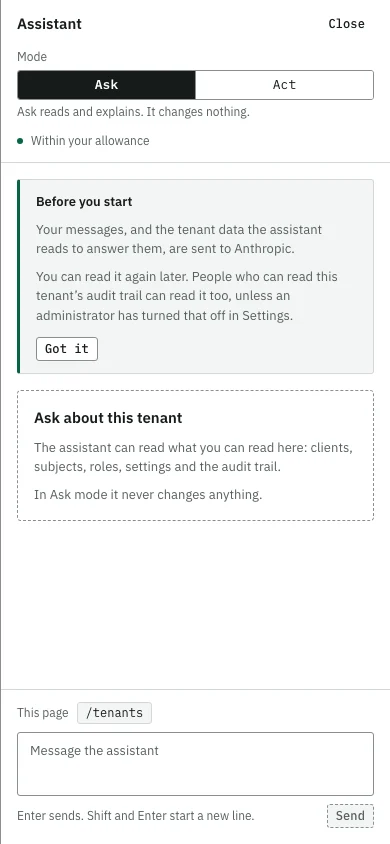 Assistant
Close
Mode
Ask
Act
Ask reads and explains. It changes nothing.
Within your allowance
Before you start
Your messages, and the tenant data the assistant
reads to answer them, are sent to Anthropic.
You can read it again later. People who can read this
tenant’s audit trail can read it too, unless an
administrator has turned that off in Settings.
Got it
Ask about this tenant
The assistant can read what you can read here: clients,
subjects, roles, settings and the audit trail.
In Ask mode it never changes anything.
This page
/tenants
Message the assistant
Enter sends. Shift and Enter start a new line.
Send